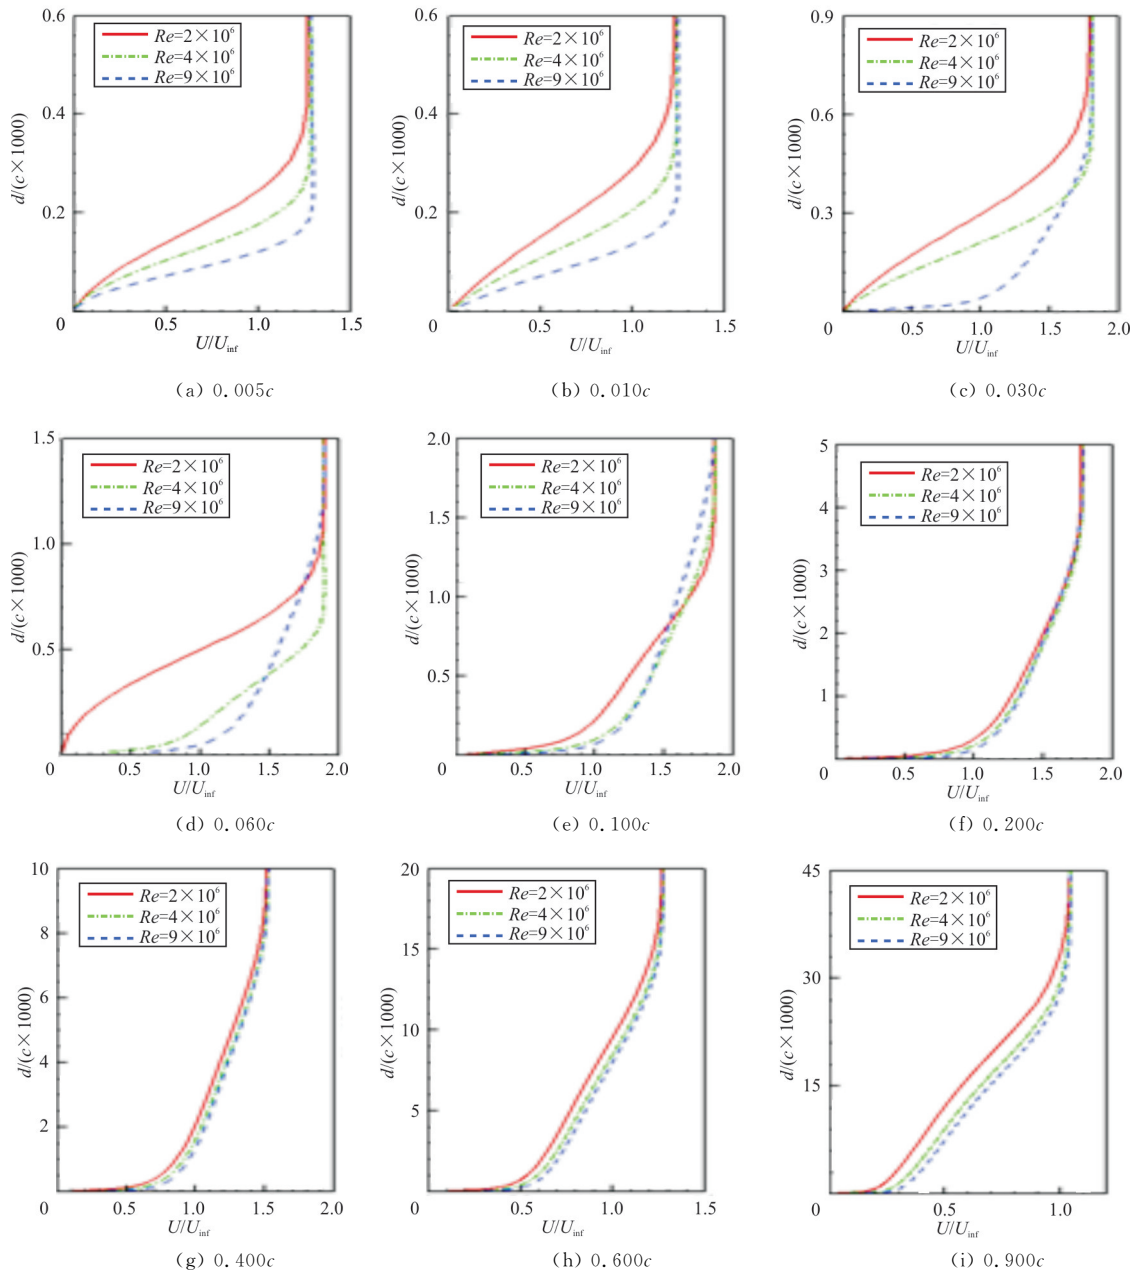 0.6
Re=2×10⁶
Re=4×10⁶
Re=9×10⁶
0.4
d/(c×1000)
0.2
0
0.5
1.0
1.5
U/U_inf
(a) 0.005c
0.6
Re=2×10⁶
Re=4×10⁶
Re=9×10⁶
0.4
d/(c×1000)
0.2
0
0.5
1.0
1.5
U/U_inf
(b) 0.010c
0.9
Re=2×10⁶
Re=4×10⁶
Re=9×10⁶
0.6
d/(c×1000)
0.3
0
0.5
1.0
1.5
2.0
U/U_inf
(c) 0.030c
1.5
Re=2×10⁶
Re=4×10⁶
Re=9×10⁶
1.0
d/(c×1000)
0.5
0
0.5
1.0
1.5
2.0
U/U_inf
(d) 0.060c
2.0
Re=2×10⁶
Re=4×10⁶
Re=9×10⁶
1.5
d/(c×1000)
1.0
0.5
0
0.5
1.0
1.5
2.0
U/U_inf
(e) 0.100c
5
Re=2×10⁶
Re=4×10⁶
Re=9×10⁶
4
3
d/(c×1000)
2
1
0
0.5
1.0
1.5
2.0
U/U_inf
(f) 0.200c
10
Re=2×10⁶
Re=4×10⁶
Re=9×10⁶
8
6
d/(c×1000)
4
2
0
0.5
1.0
1.5
2.0
U/U_inf
(g) 0.400c
20
Re=2×10⁶
Re=4×10⁶
Re=9×10⁶
15
d/(c×1000)
10
5
0
0.5
1.0
1.5
U/U_inf
(h) 0.600c
45
Re=2×10⁶
Re=4×10⁶
Re=9×10⁶
30
d/(c×1000)
15
0
0.5
1.0
U/U_inf
(i) 0.900c